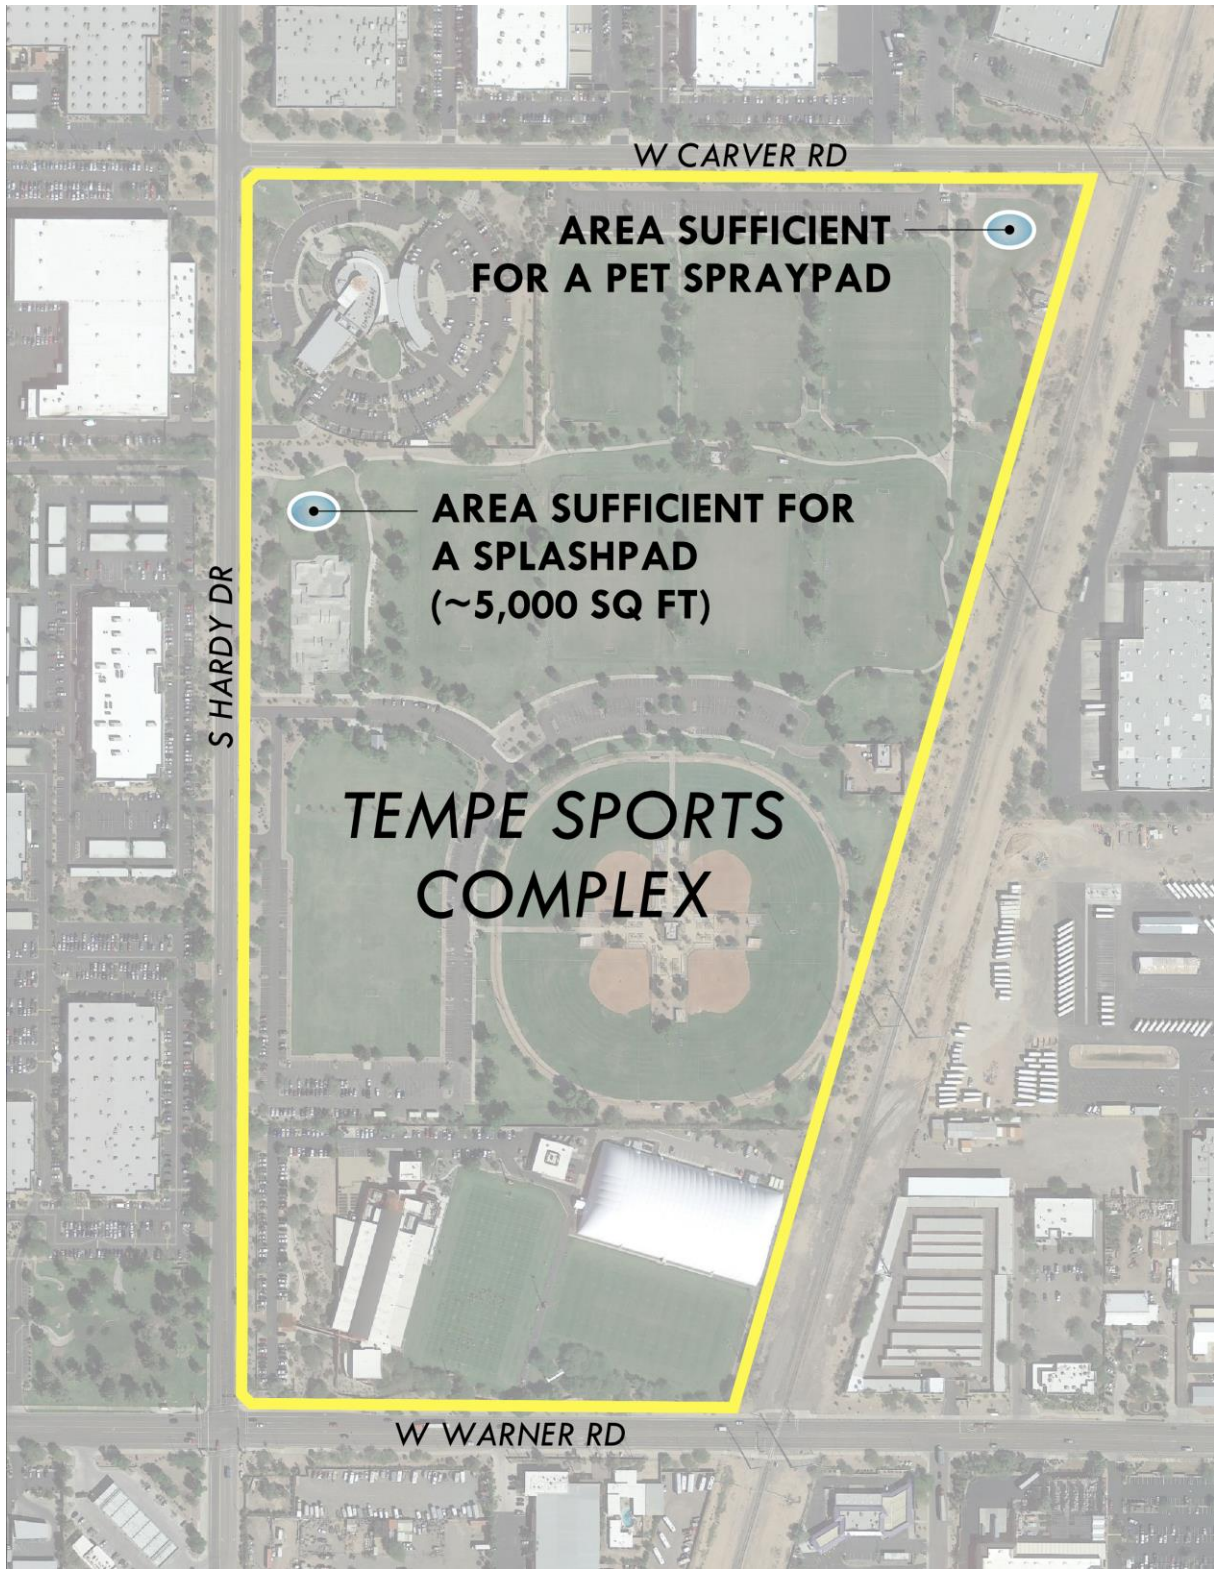 W CARVER RD
AREA SUFFICIENT
FOR A PET SPRAYPAD
AREA SUFFICIENT FOR
A SPLASHPAD
(~5,000 SQ FT)
S HARDY DR
TEMPE SPORTS
COMPLEX
W WARNER RD